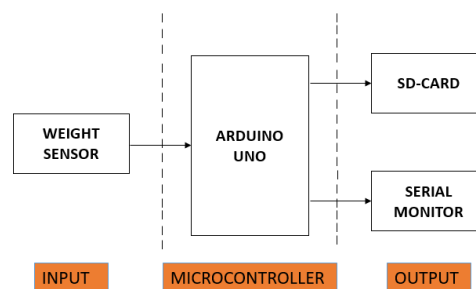 WEIGHT
SENSOR
ARDUINO
UNO
SD-CARD
SERIAL
MONITOR
INPUT
MICROCONTROLLER
OUTPUT